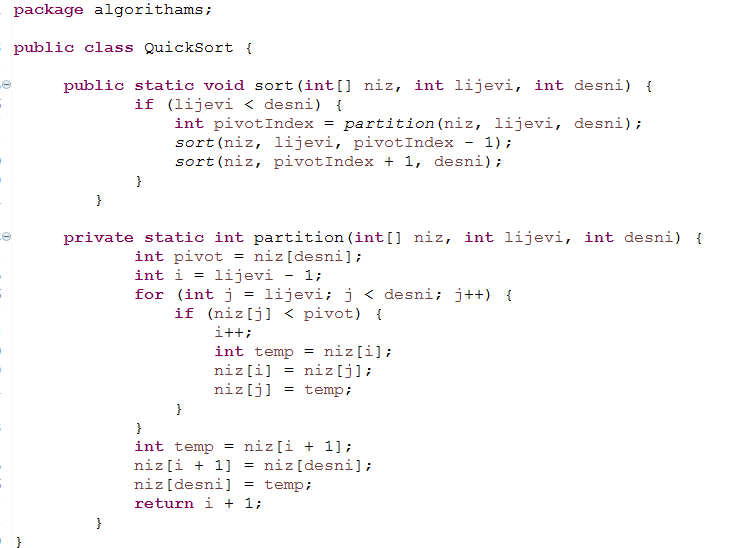 package algorithams;
public class QuickSort {
public static void sort(int[] niz, int lijevi, int desni) {
if (lijevi < desni) {
int pivotIndex = partition(niz, lijevi, desni);
sort(niz, lijevi, pivotIndex - 1);
sort(niz, pivotIndex + 1, desni);
}
}
private static int partition(int[] niz, int lijevi, int desni) {
int pivot = niz[desni];
int i = lijevi - 1;
for (int j = lijevi; j < desni; j++) {
if (niz[j] < pivot) {
i++;
int temp = niz[i];
niz[i] = niz[j];
niz[j] = temp;
}
}
int temp = niz[i + 1];
niz[i + 1] = niz[desni];
niz[desni] = temp;
return i + 1;
}
}